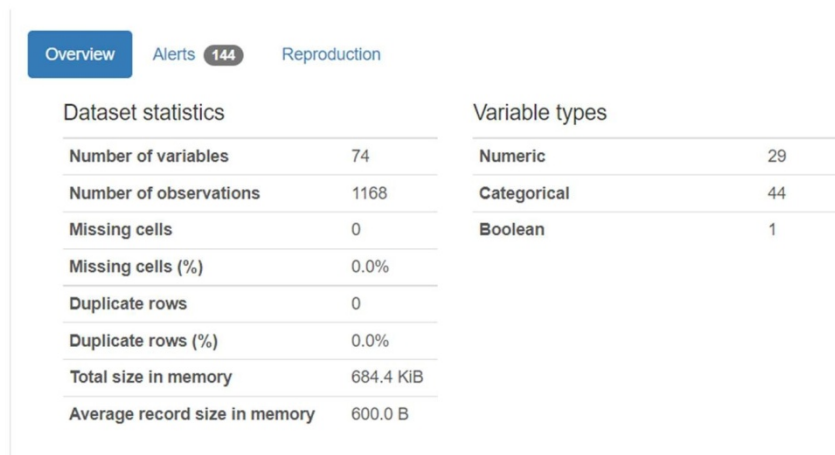 Overview Alerts 144 Reproduction
Dataset statistics
Number of variables 74
Number of observations 1168
Missing cells 0
Missing cells (%) 0.0%
Duplicate rows 0
Duplicate rows (%) 0.0%
Total size in memory 684.4 KiB
Average record size in memory 600.0 B
Variable types
Numeric 29
Categorical 44
Boolean 1